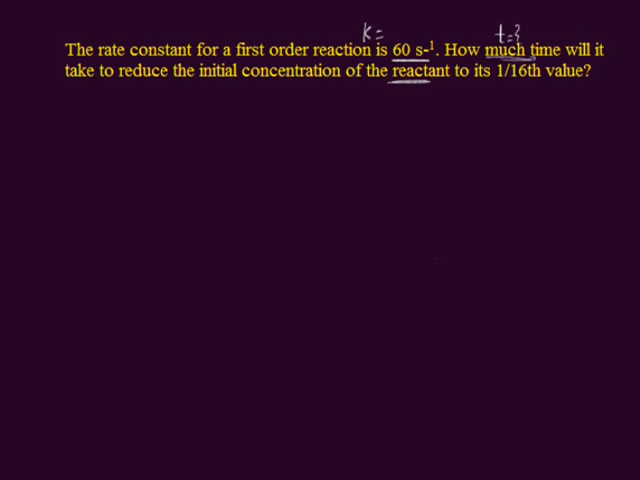 k= t=?
The rate constant for a first order reaction is 60 s-¹. How much time will it
take to reduce the initial concentration of the reactant to its 1/16th value?